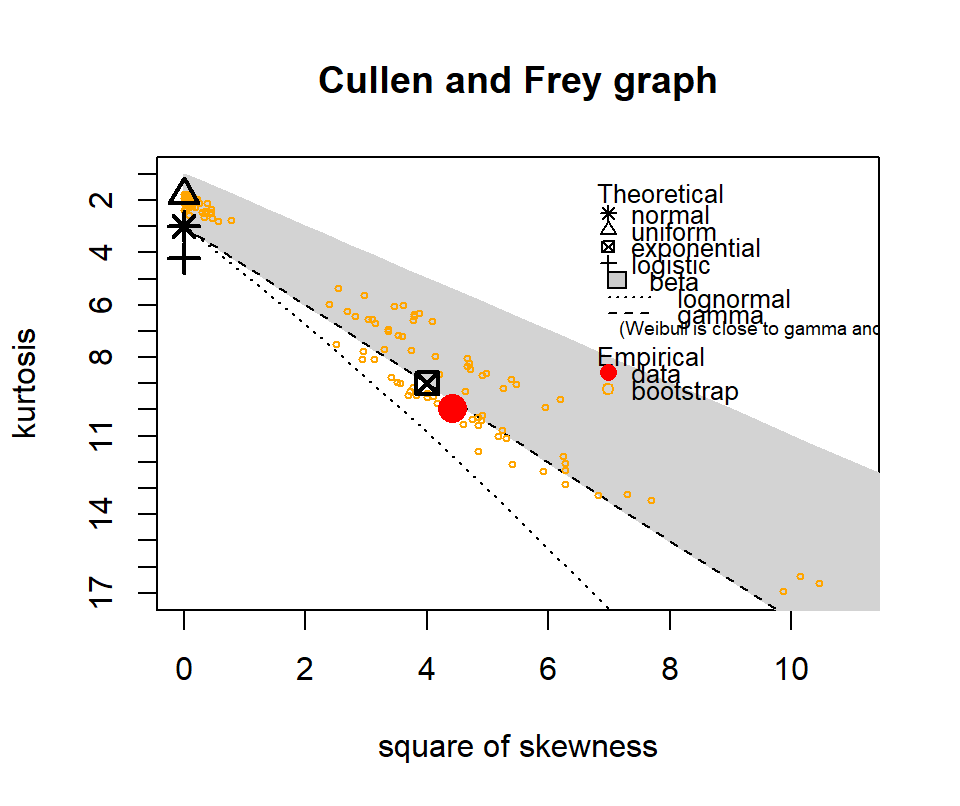 Cullen and Frey graph
kurtosis
2
4
6
8
11
14
17
Theoretical
normal
uniform
exponential
logistic
beta
lognormal
gamma
(Weibull is close to gamma and
Empirical
data
bootstrap
0 2 4 6 8 10
square of skewness